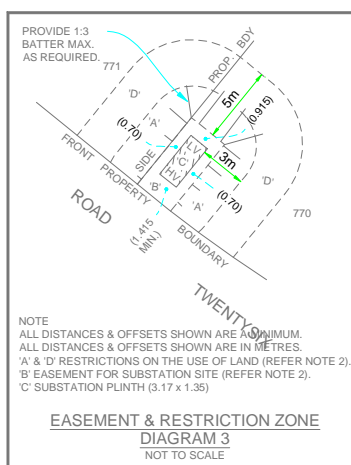 PROVIDE 1:3
BATTER MAX.
AS REQUIRED.
771
'D'
'A'
PROP. BDY
5m
(0.915)
(0.70)
LV
'C'
HV
3m
SIDE
'B'
'A'
(0.70)
'D'
770
FRONT PROPERTY BOUNDARY
(1.415
MIN.)
ROAD
TWENTYSIX
NOTE
ALL DISTANCES & OFFSETS SHOWN ARE A MINIMUM.
ALL DISTANCES & OFFSETS SHOWN ARE IN METRES.
'A' & 'D' RESTRICTIONS ON THE USE OF LAND (REFER NOTE 2).
'B' EASEMENT FOR SUBSTATION SITE (REFER NOTE 2).
'C' SUBSTATION PLINTH (3.17 x 1.35)
EASEMENT & RESTRICTION ZONE
DIAGRAM 3
NOT TO SCALE